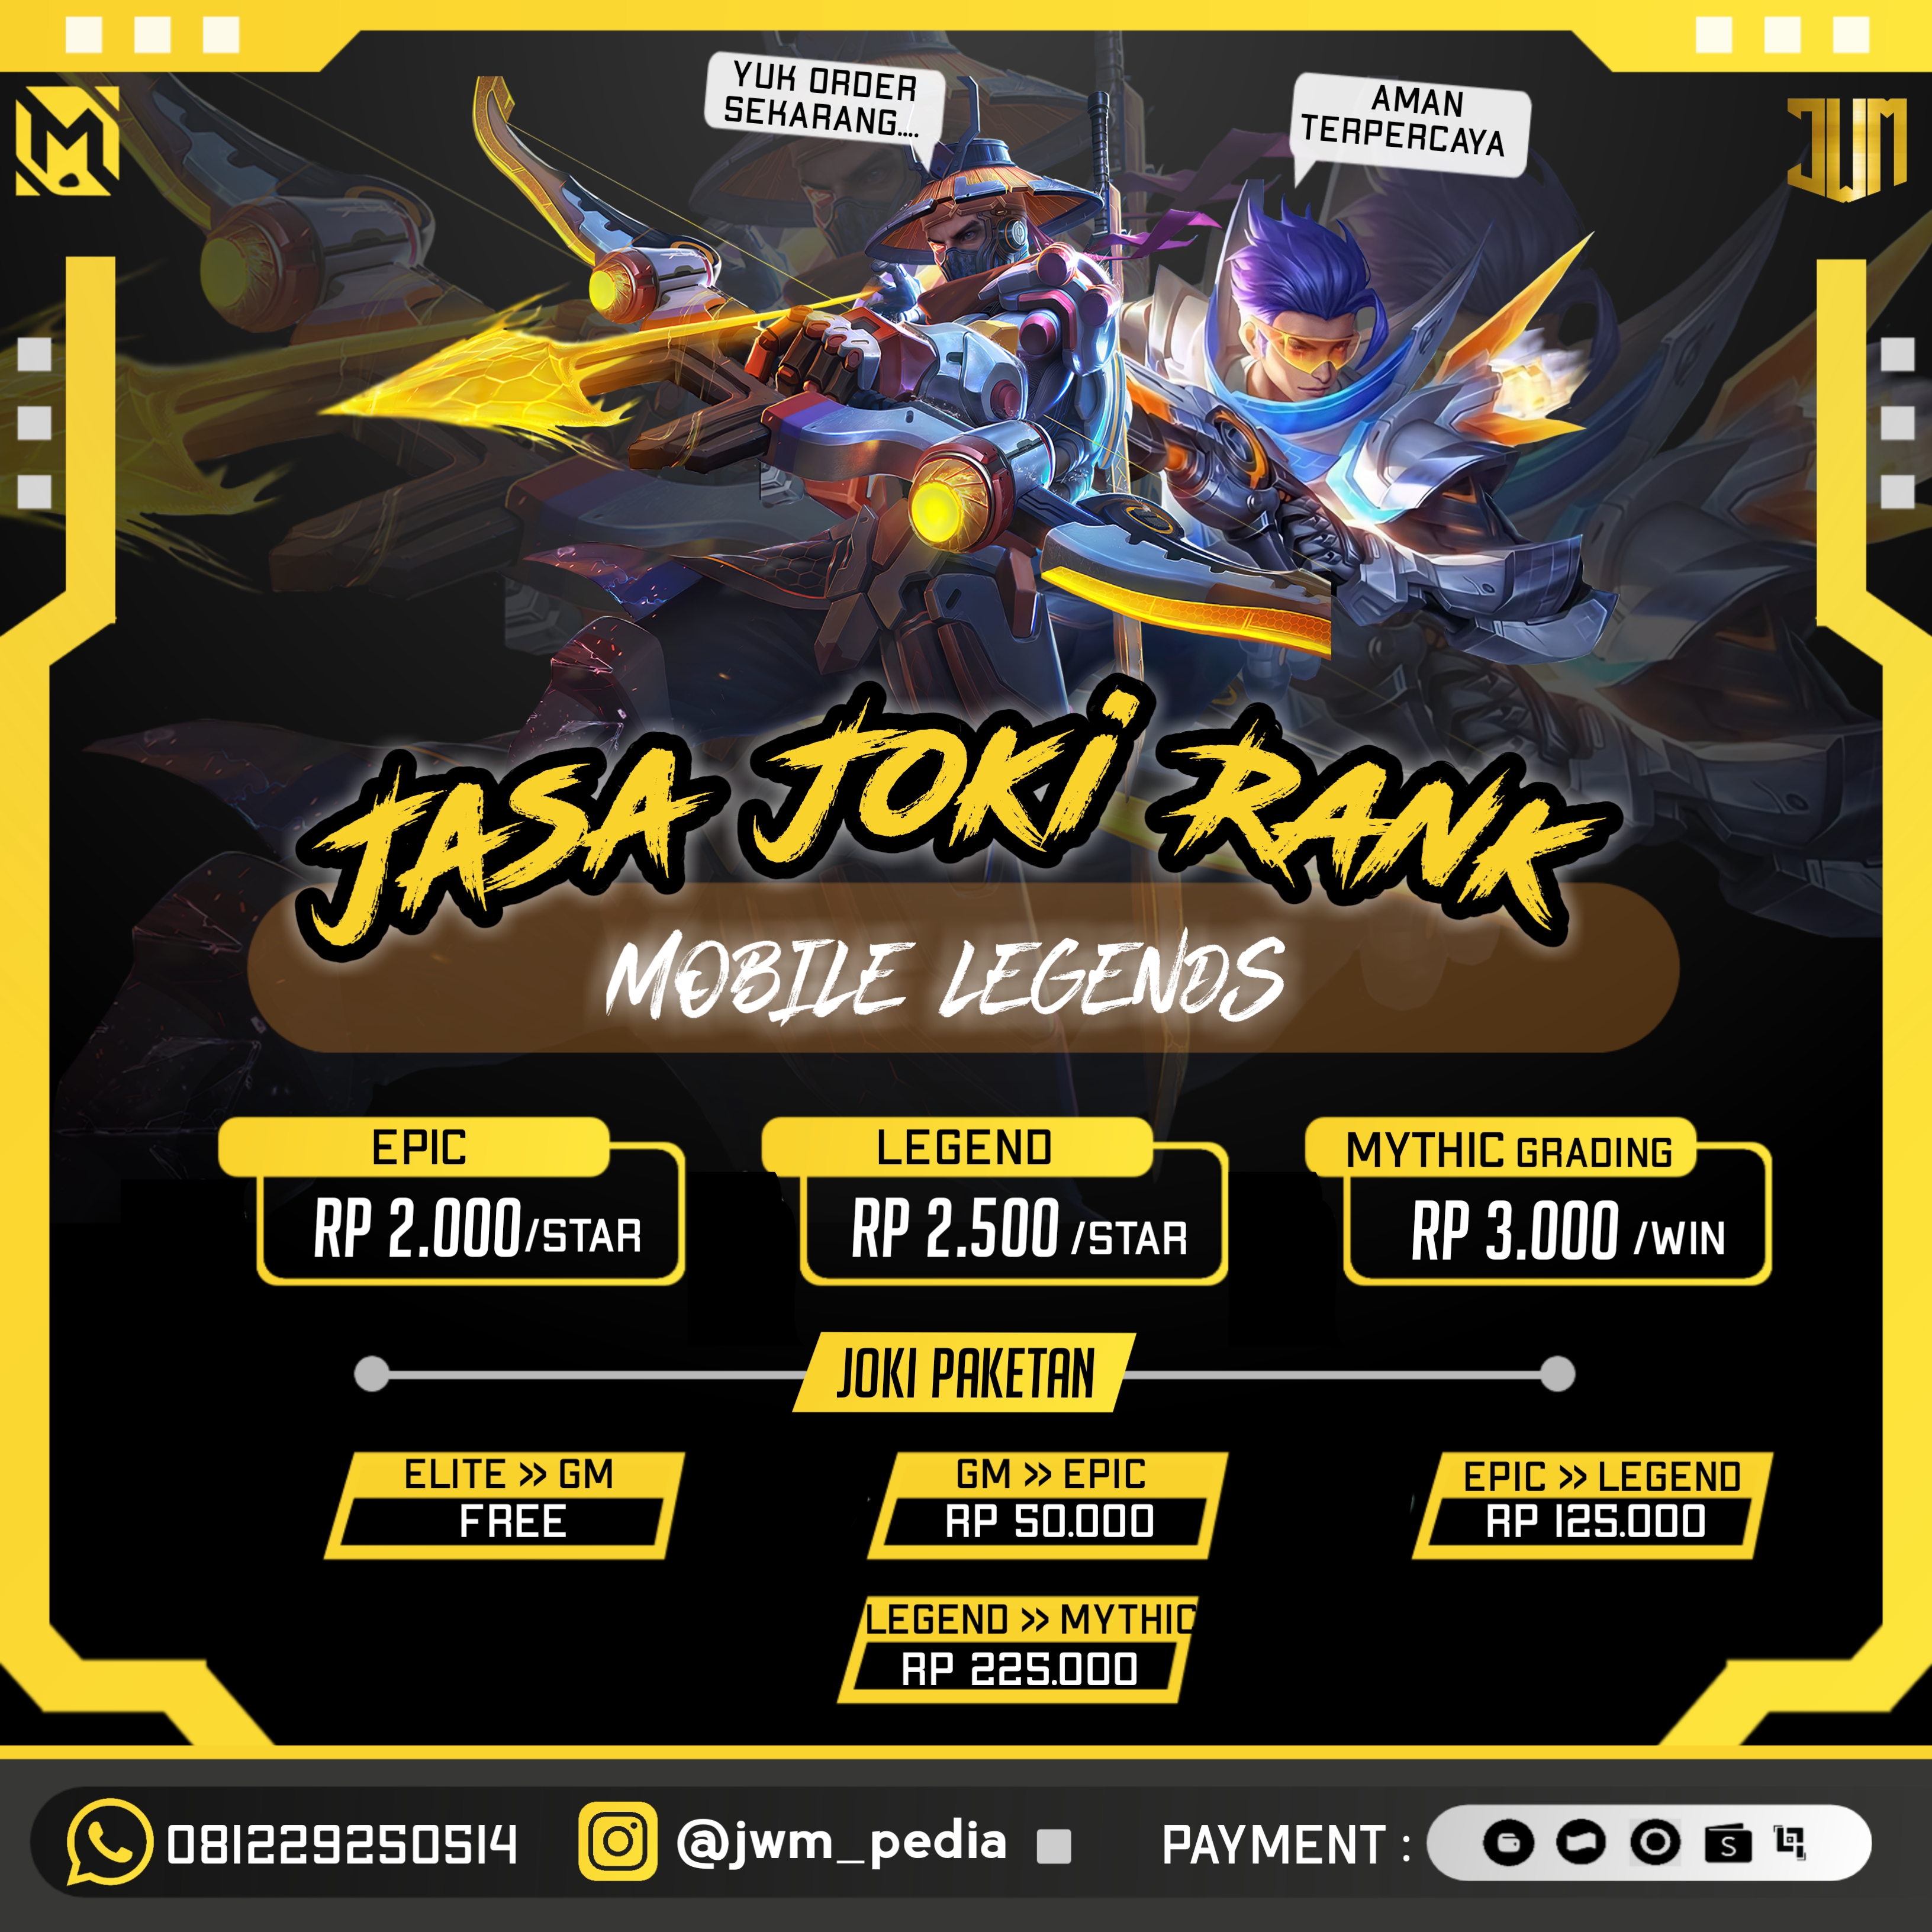 YUK ORDER
SEKARANG....
AMAN
TERPERCAYA
JWM
JASA JOKI RANK
MOBILE LEGENDS
EPIC
RP 2.000/STAR
LEGEND
RP 2.500 /STAR
MYTHIC GRADING
RP 3.000 /WIN
JOKI PAKETAN
ELITE >> GM
FREE
GM >> EPIC
RP 50.000
EPIC >> LEGEND
RP 125.000
LEGEND >> MYTHIC
RP 225.000
081229250514
@jwm_pedia
PAYMENT :
S